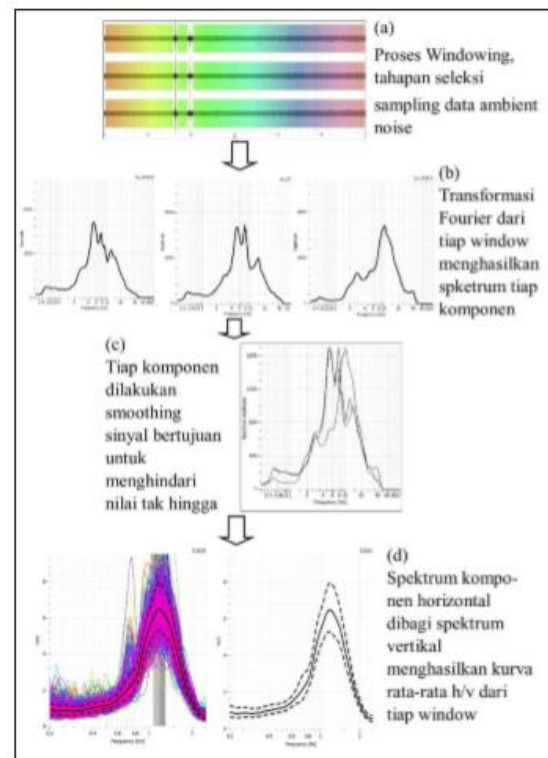 (a)
Proses Windowing,
tahapan seleksi
sampling data ambient
noise
(b)
Transformasi
Fourier dari
tiap window
menghasilkan
spketrum tiap
komponen
(c)
Tiap komponen
dilakukan
smoothing
sinyal bertujuan
untuk
menghindari
nilai tak hingga
(d)
Spektrum kompo-
nen horizontal
dibagi spektrum
vertikal
menghasilkan kurva
rata-rata h/v dari
tiap window